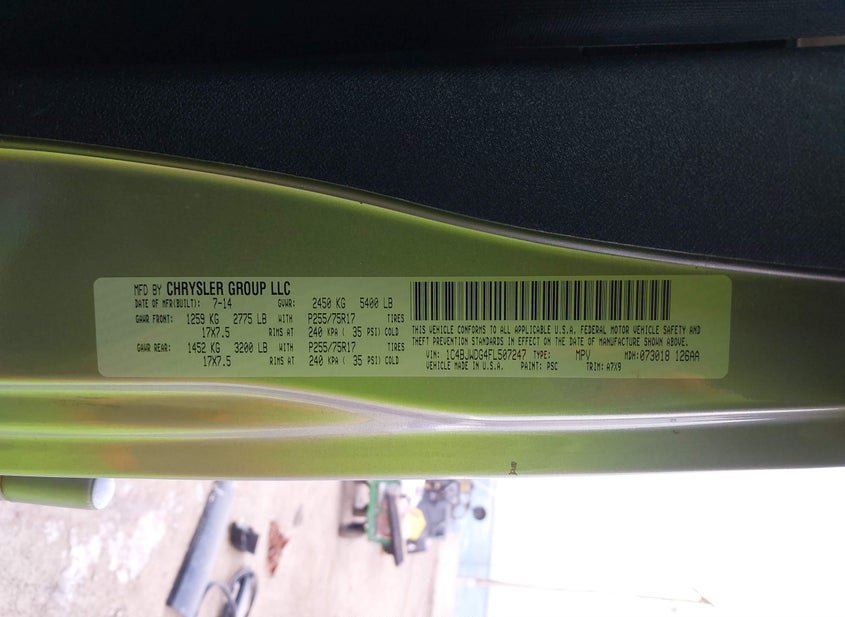 MFD BY CHRYSLER GROUP LLC
DATE OF MFR(BUILT): 7-14 GVWR: 2450 KG 5400 LB
GAWR FRONT: 1259 KG 2775 LB WITH P255/75R17 TIRES
17X7.5 RIMS AT 240 KPA ( 35 PSI) COLD
GAWR REAR: 1452 KG 3200 LB WITH P255/75R17 TIRES
17X7.5 RIMS AT 240 KPA ( 35 PSI) COLD
THIS VEHICLE CONFORMS TO ALL APPLICABLE U.S.A. FEDERAL MOTOR VEHICLE SAFETY AND
THEFT PREVENTION STANDARDS IN EFFECT ON THE DATE OF MANUFACTURE SHOWN ABOVE.
VIN: 1C4BJWDG4FL507247 TYPE: MPV MDH: 073018 126AA
VEHICLE MADE IN U.S.A. PAINT: PSC TRIM: A7X9